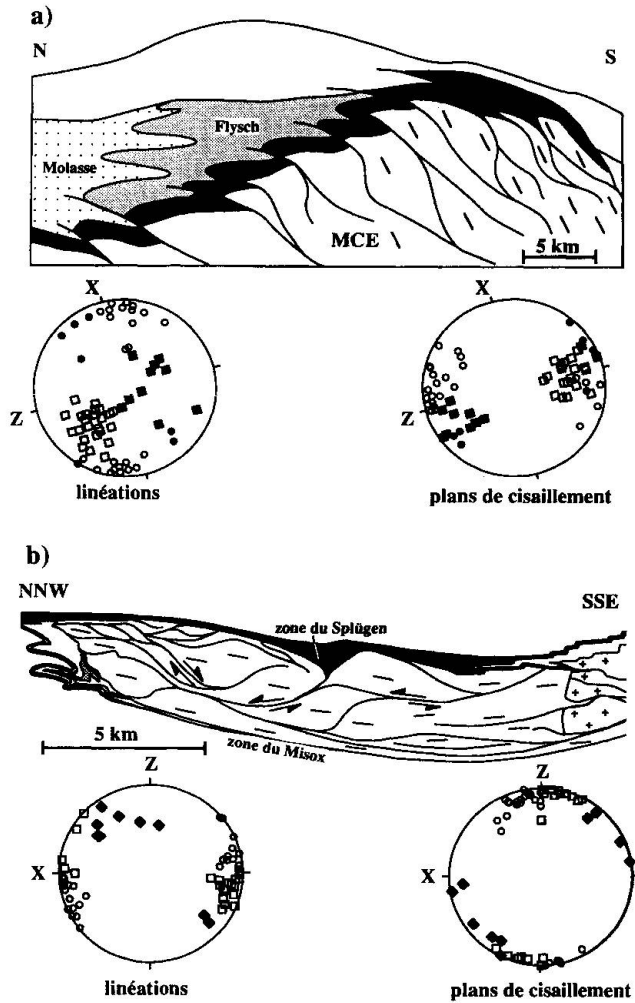 a)
N S
Flysch
Molasse
MCE
5 km
X X
Z Z
linéations plans de cisaillement
b)
NNW SSE
zone du Splügen
5 km
zone du Misox
Z Z
X X
linéations plans de cisaillement